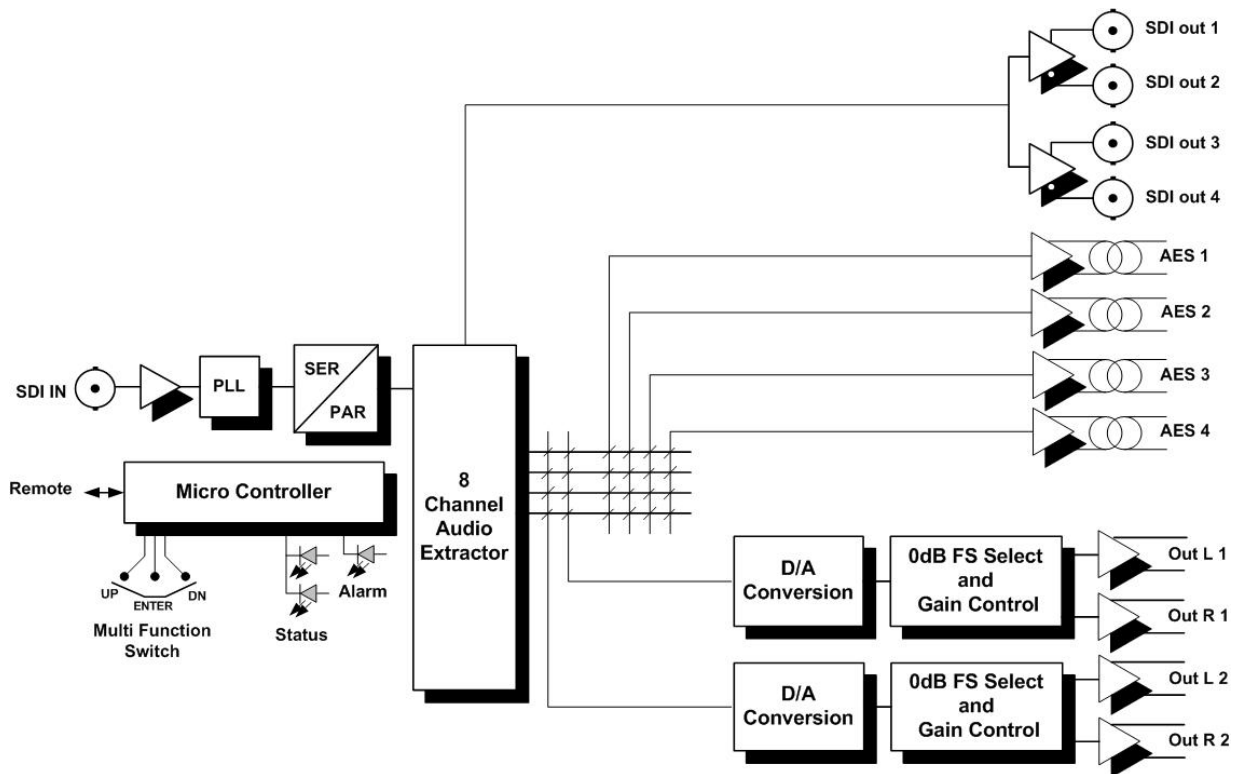 SDI out 1
SDI out 2
SDI out 3
SDI out 4
AES 1
AES 2
AES 3
AES 4
SDI IN
PLL
SER
PAR
8
Channel
Audio
Extractor
Remote
Micro Controller
UP
ENTER
DN
Multi Function
Switch
Status
Alarm
D/A
Conversion
0dB FS Select
and
Gain Control
Out L 1
Out R 1
D/A
Conversion
0dB FS Select
and
Gain Control
Out L 2
Out R 2